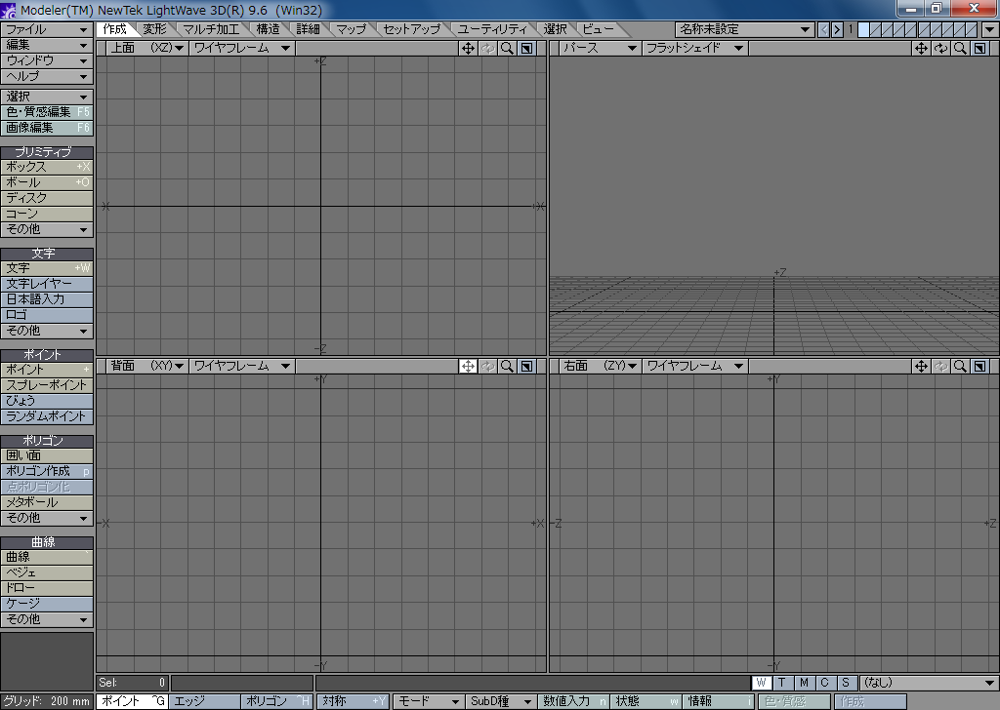 Modeler(TM) NewTek LightWave 3D(R) 9.6 (Win32)
ファイル
編集
ウィンドウ
ヘルプ
選択
色・質感編集 F5
画像編集 F6
プリミティブ
ボックス +X
ボール +O
ディスク
コーン
その他
文字
文字 +W
文字レイヤー
日本語入力
ロゴ
その他
ポイント
ポイント +
スプレーポイント
びょう
ランダムポイント
ポリゴン
囲い面
ポリゴン作成 p
点ポリゴン化
メタボール
その他
曲線
曲線
ベジェ
ドロー
ケージ
その他
グリッド: 200 mm
作成 変形 マルチ加工 構造 詳細 マップ セットアップ ユーティリティ 選択 ビュー 名称未設定 < > 1
上面 (XZ) ワイヤフレーム
+Z
-X +X
-Z
パース フラットシェイド
+Z
背面 (XY) ワイヤフレーム
+Y
-X +X
-Y
右面 (ZY) ワイヤフレーム
+Y
-Z +Z
-Y
Sel: 0 W T M C S (なし)
ポイント ^G エッジ ポリゴン ^H 対称 +Y モード SubD種 数値入力 n 状態 w 情報 i 色・質感 作成